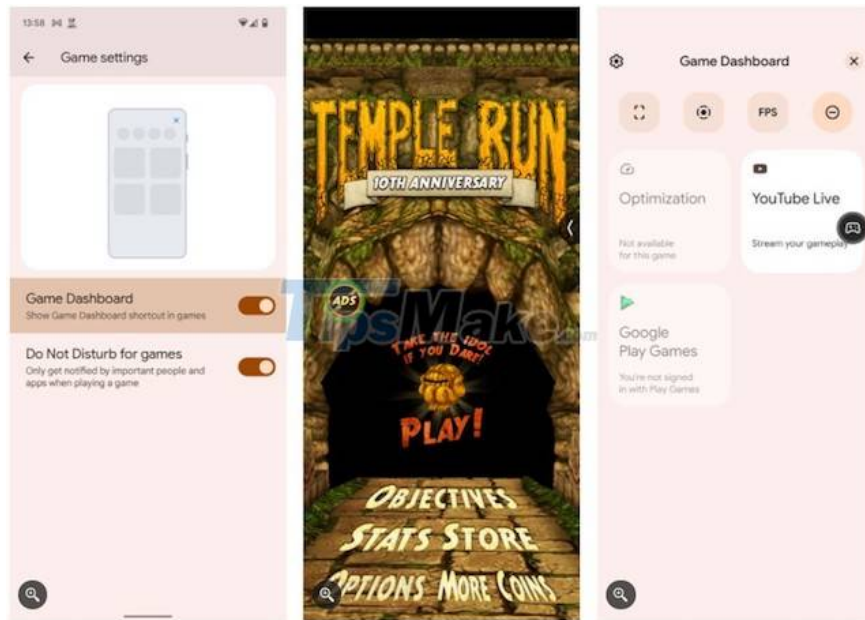 13:58
Game settings
Game Dashboard
Show Game Dashboard shortcut in games
Do Not Disturb for games
Only get notified by important people and
apps when playing a game
TEMPLE RUN
10TH ANNIVERSARY
ADS
TAKE THE IDOL
IF YOU DARE!
PLAY!
OBJECTIVES
STATS STORE
OPTIONS MORE COINS
TipsMake.com
Game Dashboard
FPS
Optimization
Not available
for this game
YouTube Live
Stream your gameplay
Google
Play Games
You're not signed
in with Play Games